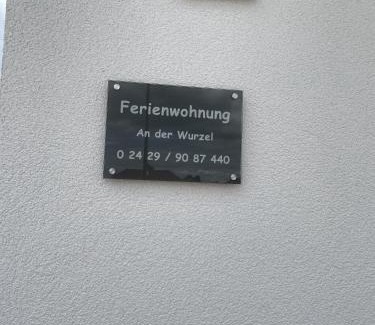 Ferienwohnung
An der Wurzel
0 24 29 / 90 87 440